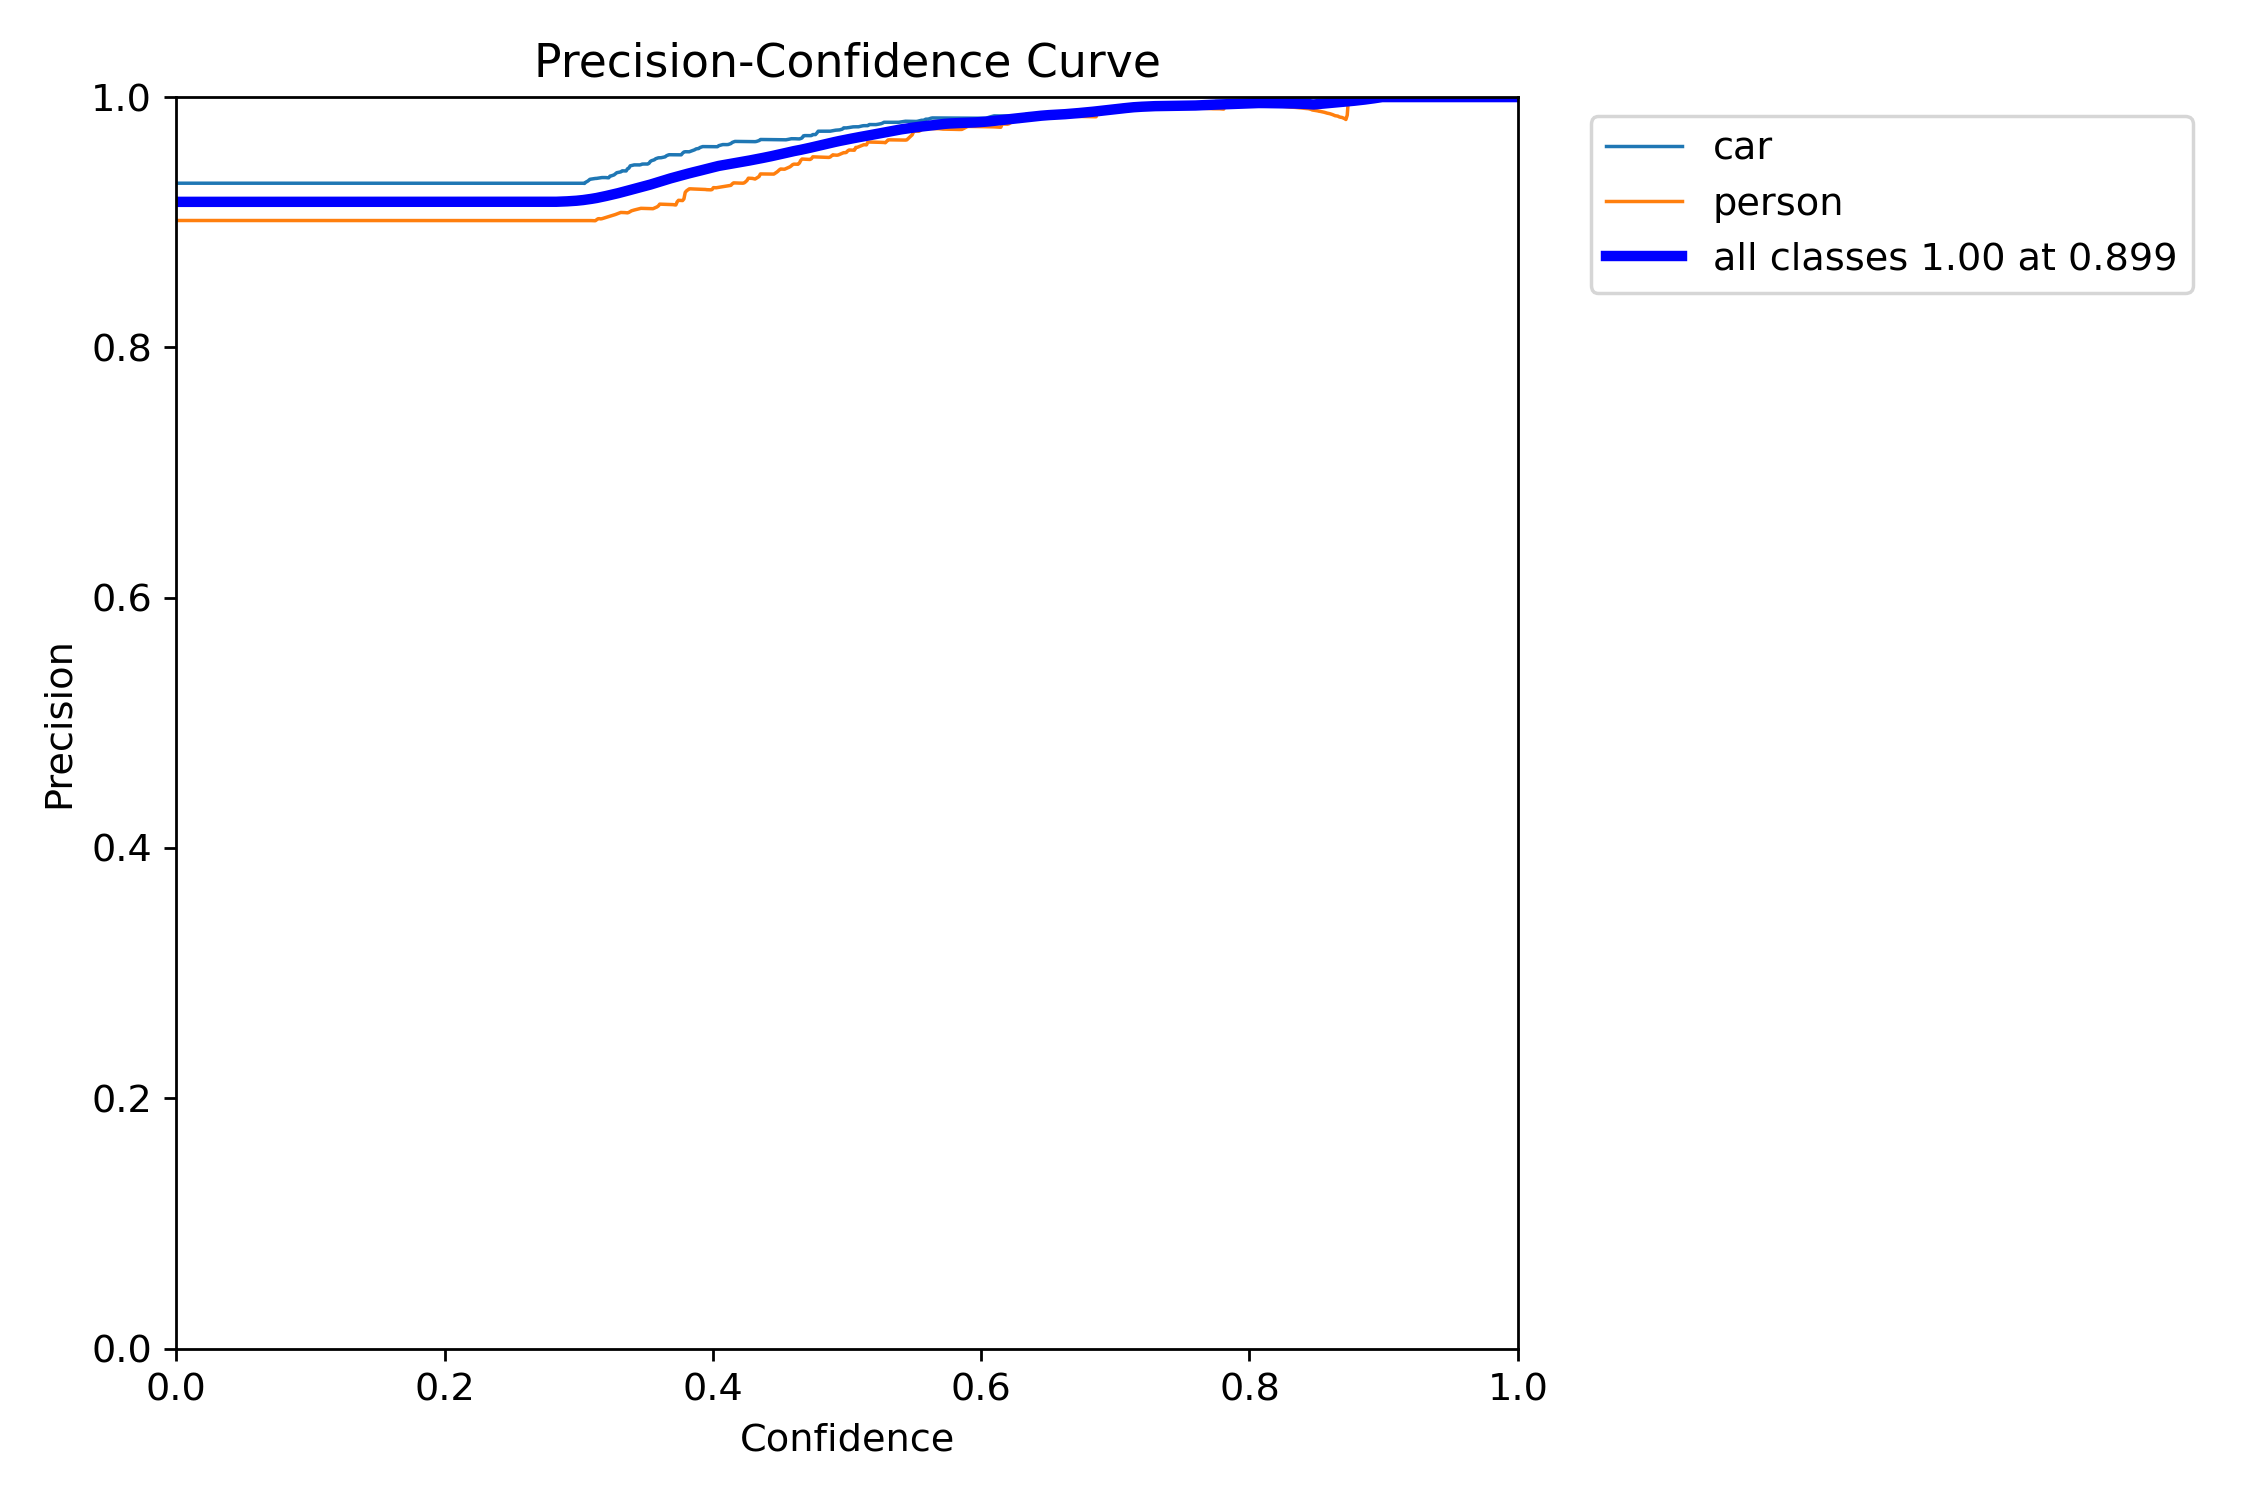 Precision-Confidence Curve
1.0
0.8
0.6
0.4
0.2
0.0
Precision
0.0 0.2 0.4 0.6 0.8 1.0
Confidence
car
person
all classes 1.00 at 0.899